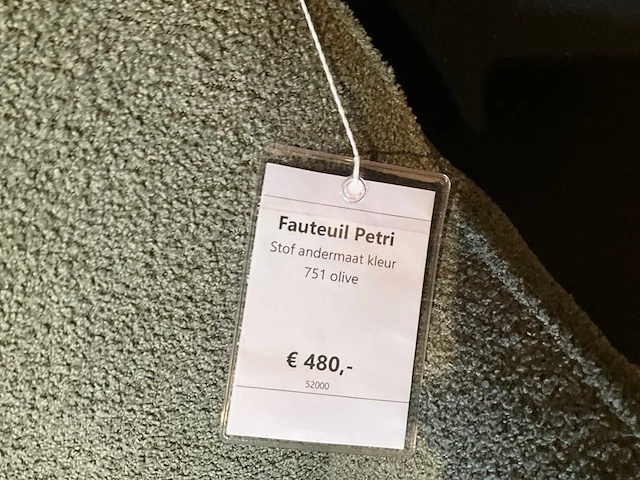 Fauteuil Petri
Stof andermaat kleur
751 olive
€ 480,-
52000